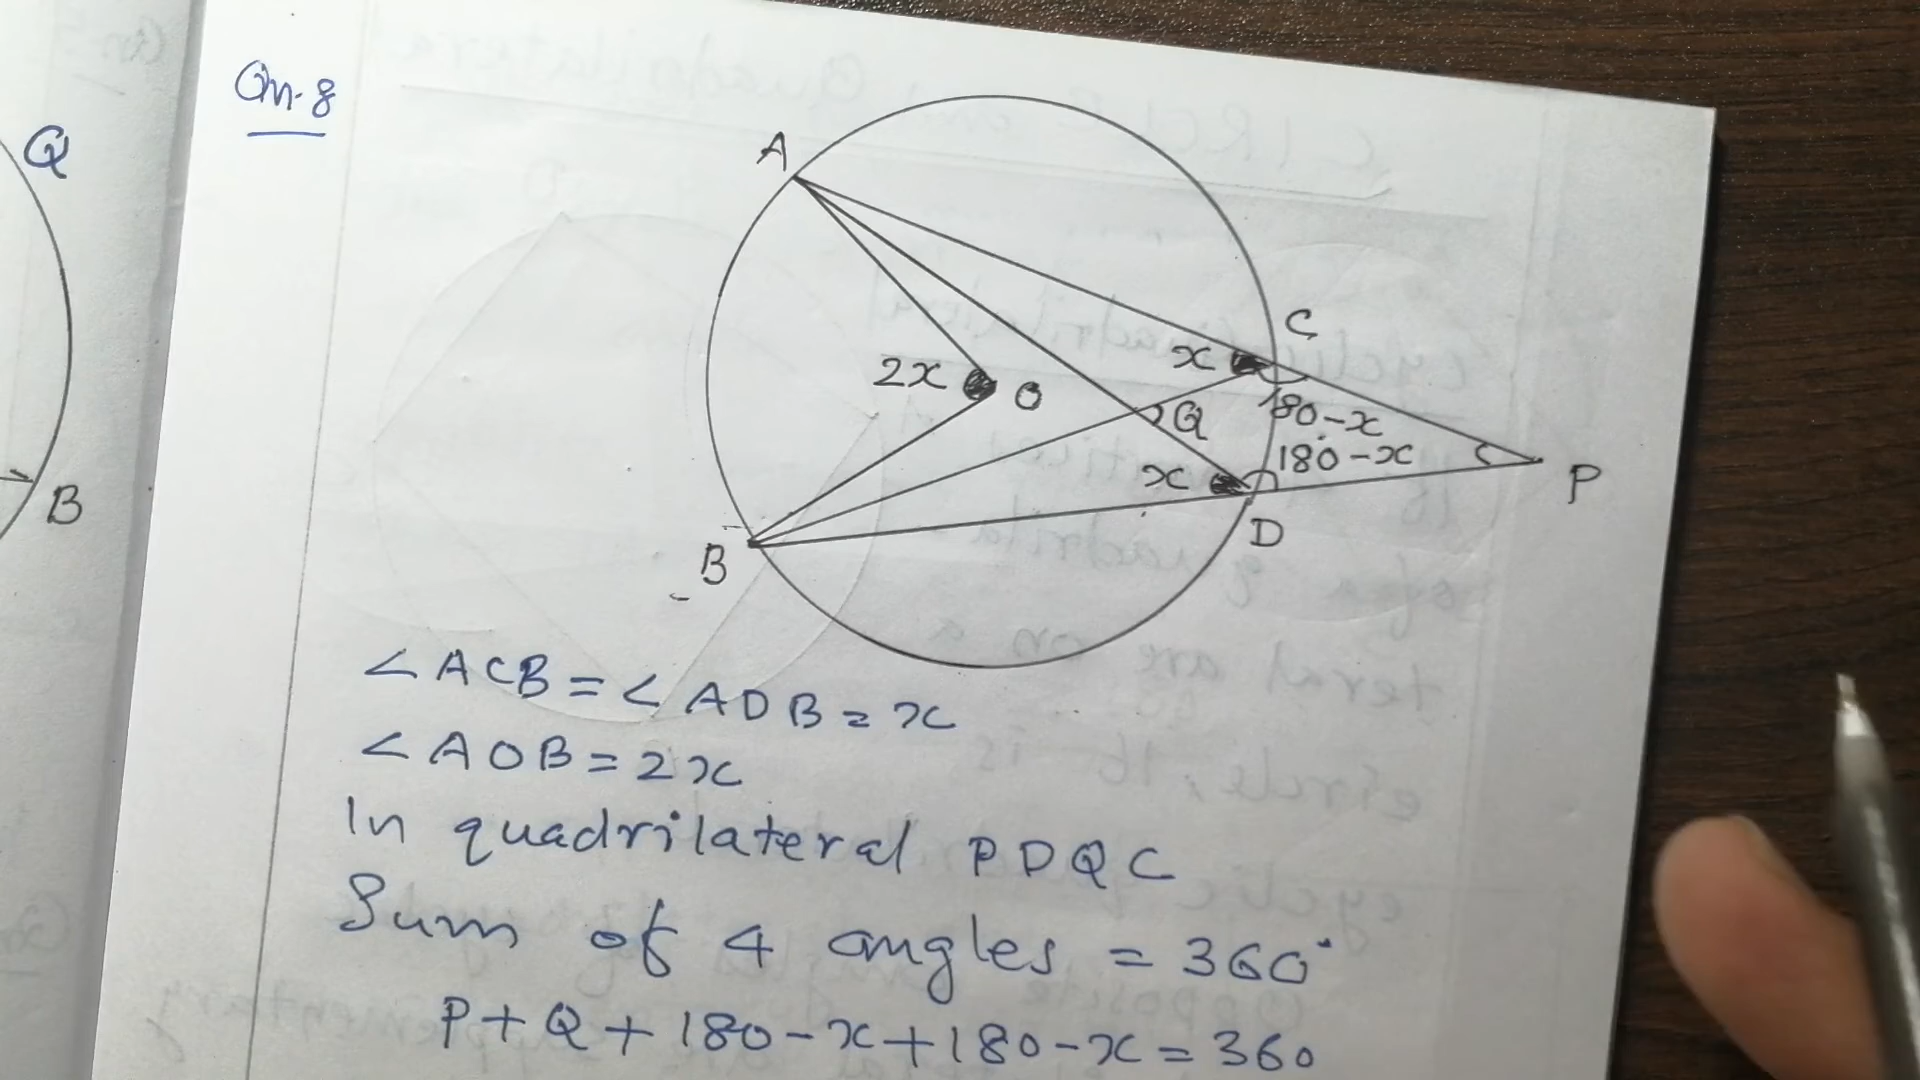 Qn.8
Q
B
A
C
x
2x
O
Q
180-x
180-x
x
P
D
B
∠ACB=∠ADB=x
∠AOB=2x
In quadrilateral PDQC
Sum of 4 angles = 360°
P+Q+180-x+180-x=360